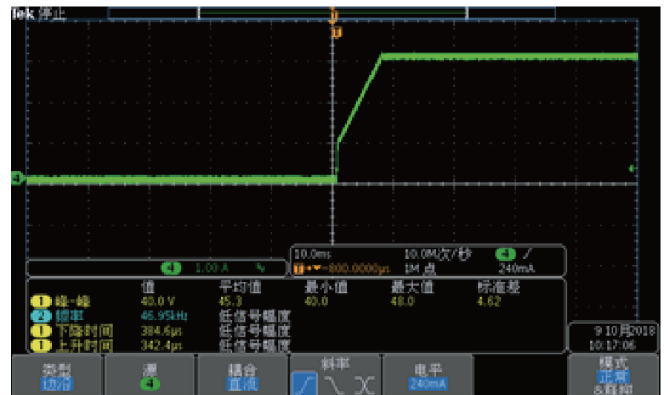 Tek 停止
4
4 1.00 A
10.0ms 10.0M次/秒 4
-800.0000μs 1M 点 240mA
值 平均值 最小值 最大值 标准差
1 峰-峰 40.0 V 45.3 40.0 48.0 4.62
2 频率 46.95kHz 低信号幅度
1 下降时间 384.6μs 低信号幅度
1 上升时间 342.4μs 低信号幅度
9 10月2018
10:17:06
类型 源 耦合 斜率 电平 模式
边沿 4 直流 240mA 正常
&释抑